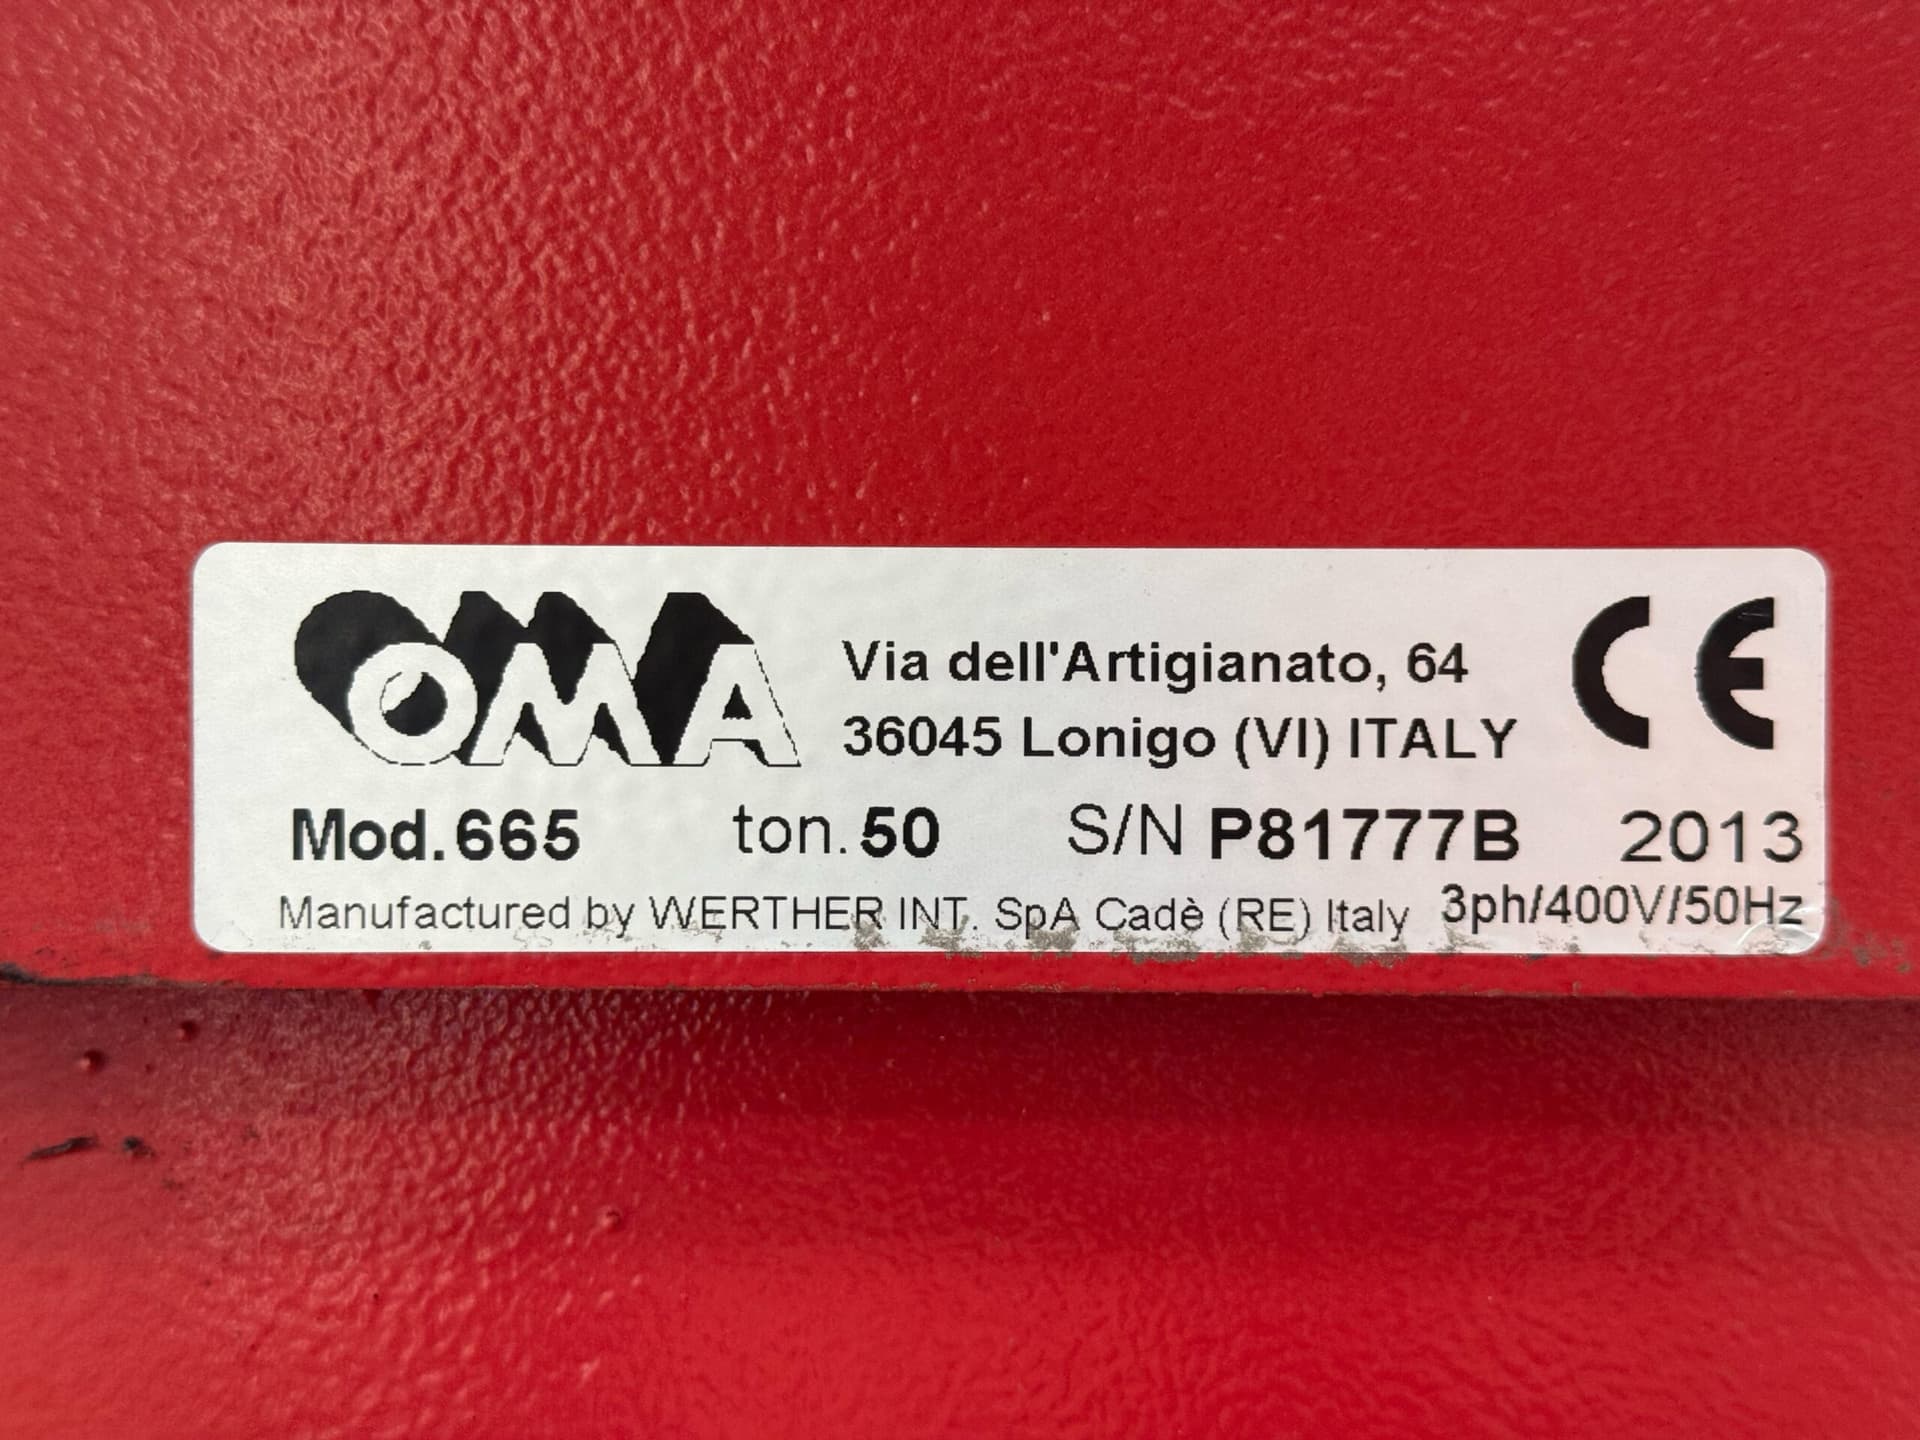 OMA
Via dell'Artigianato, 64
36045 Lonigo (VI) ITALY
CE
Mod.665 ton.50 S/N P81777B 2013
Manufactured by WERTHER INT. SpA Cadè (RE) Italy 3ph/400V/50Hz